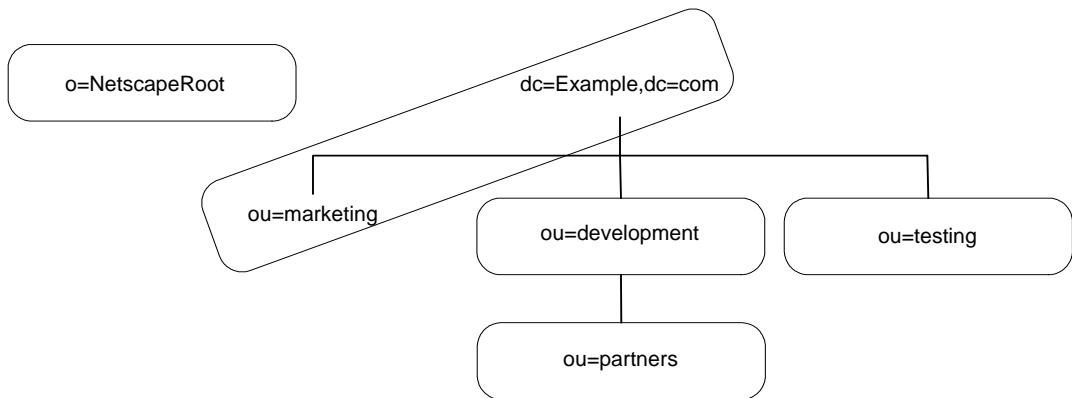 o=NetscapeRoot
dc=Example,dc=com
ou=marketing
ou=development
ou=testing
ou=partners